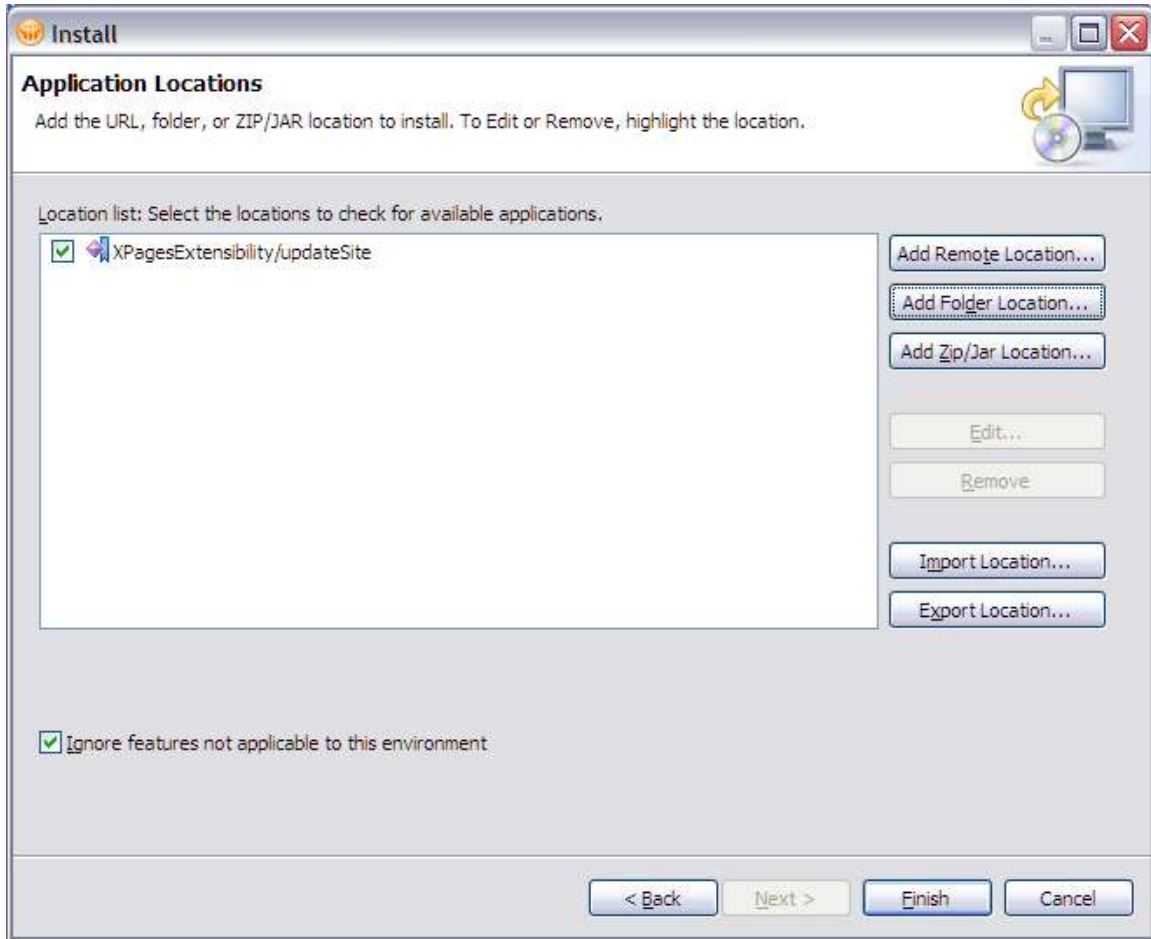 Install
Application Locations
Add the URL, folder, or ZIP/JAR location to install. To Edit or Remove, highlight the location.
Location list: Select the locations to check for available applications.
XPagesExtensibility/updateSite
Add Remote Location...
Add Folder Location...
Add Zip/Jar Location...
Edit...
Remove
Import Location...
Export Location...
Ignore features not applicable to this environment
< Back Next > Finish Cancel